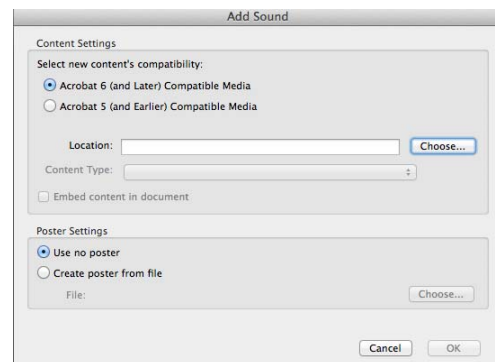 Add Sound
Content Settings
Select new content's compatibility:
Acrobat 6 (and Later) Compatible Media
Acrobat 5 (and Earlier) Compatible Media
Location: Choose...
Content Type:
Embed content in document
Poster Settings
Use no poster
Create poster from file
File: Choose...
Cancel OK